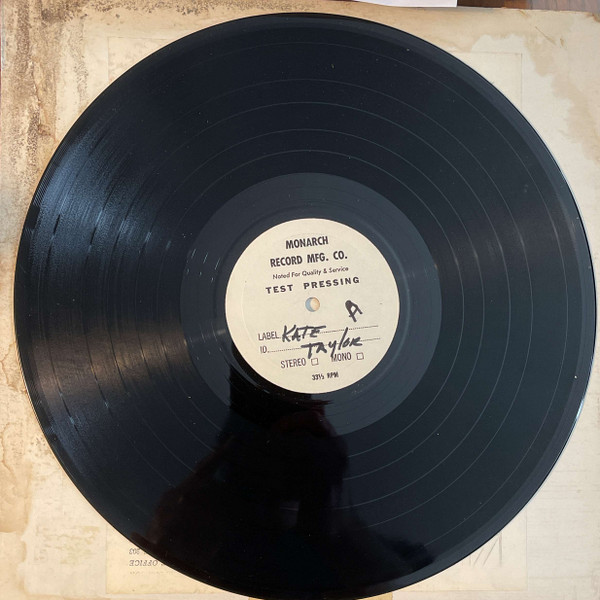 MONARCH
RECORD MFG. CO.
Noted For Quality & Service
TEST PRESSING
A
LABEL KATE
ID. TAYLOR
STEREO □ MONO □
33⅓ RPM
OFFICE